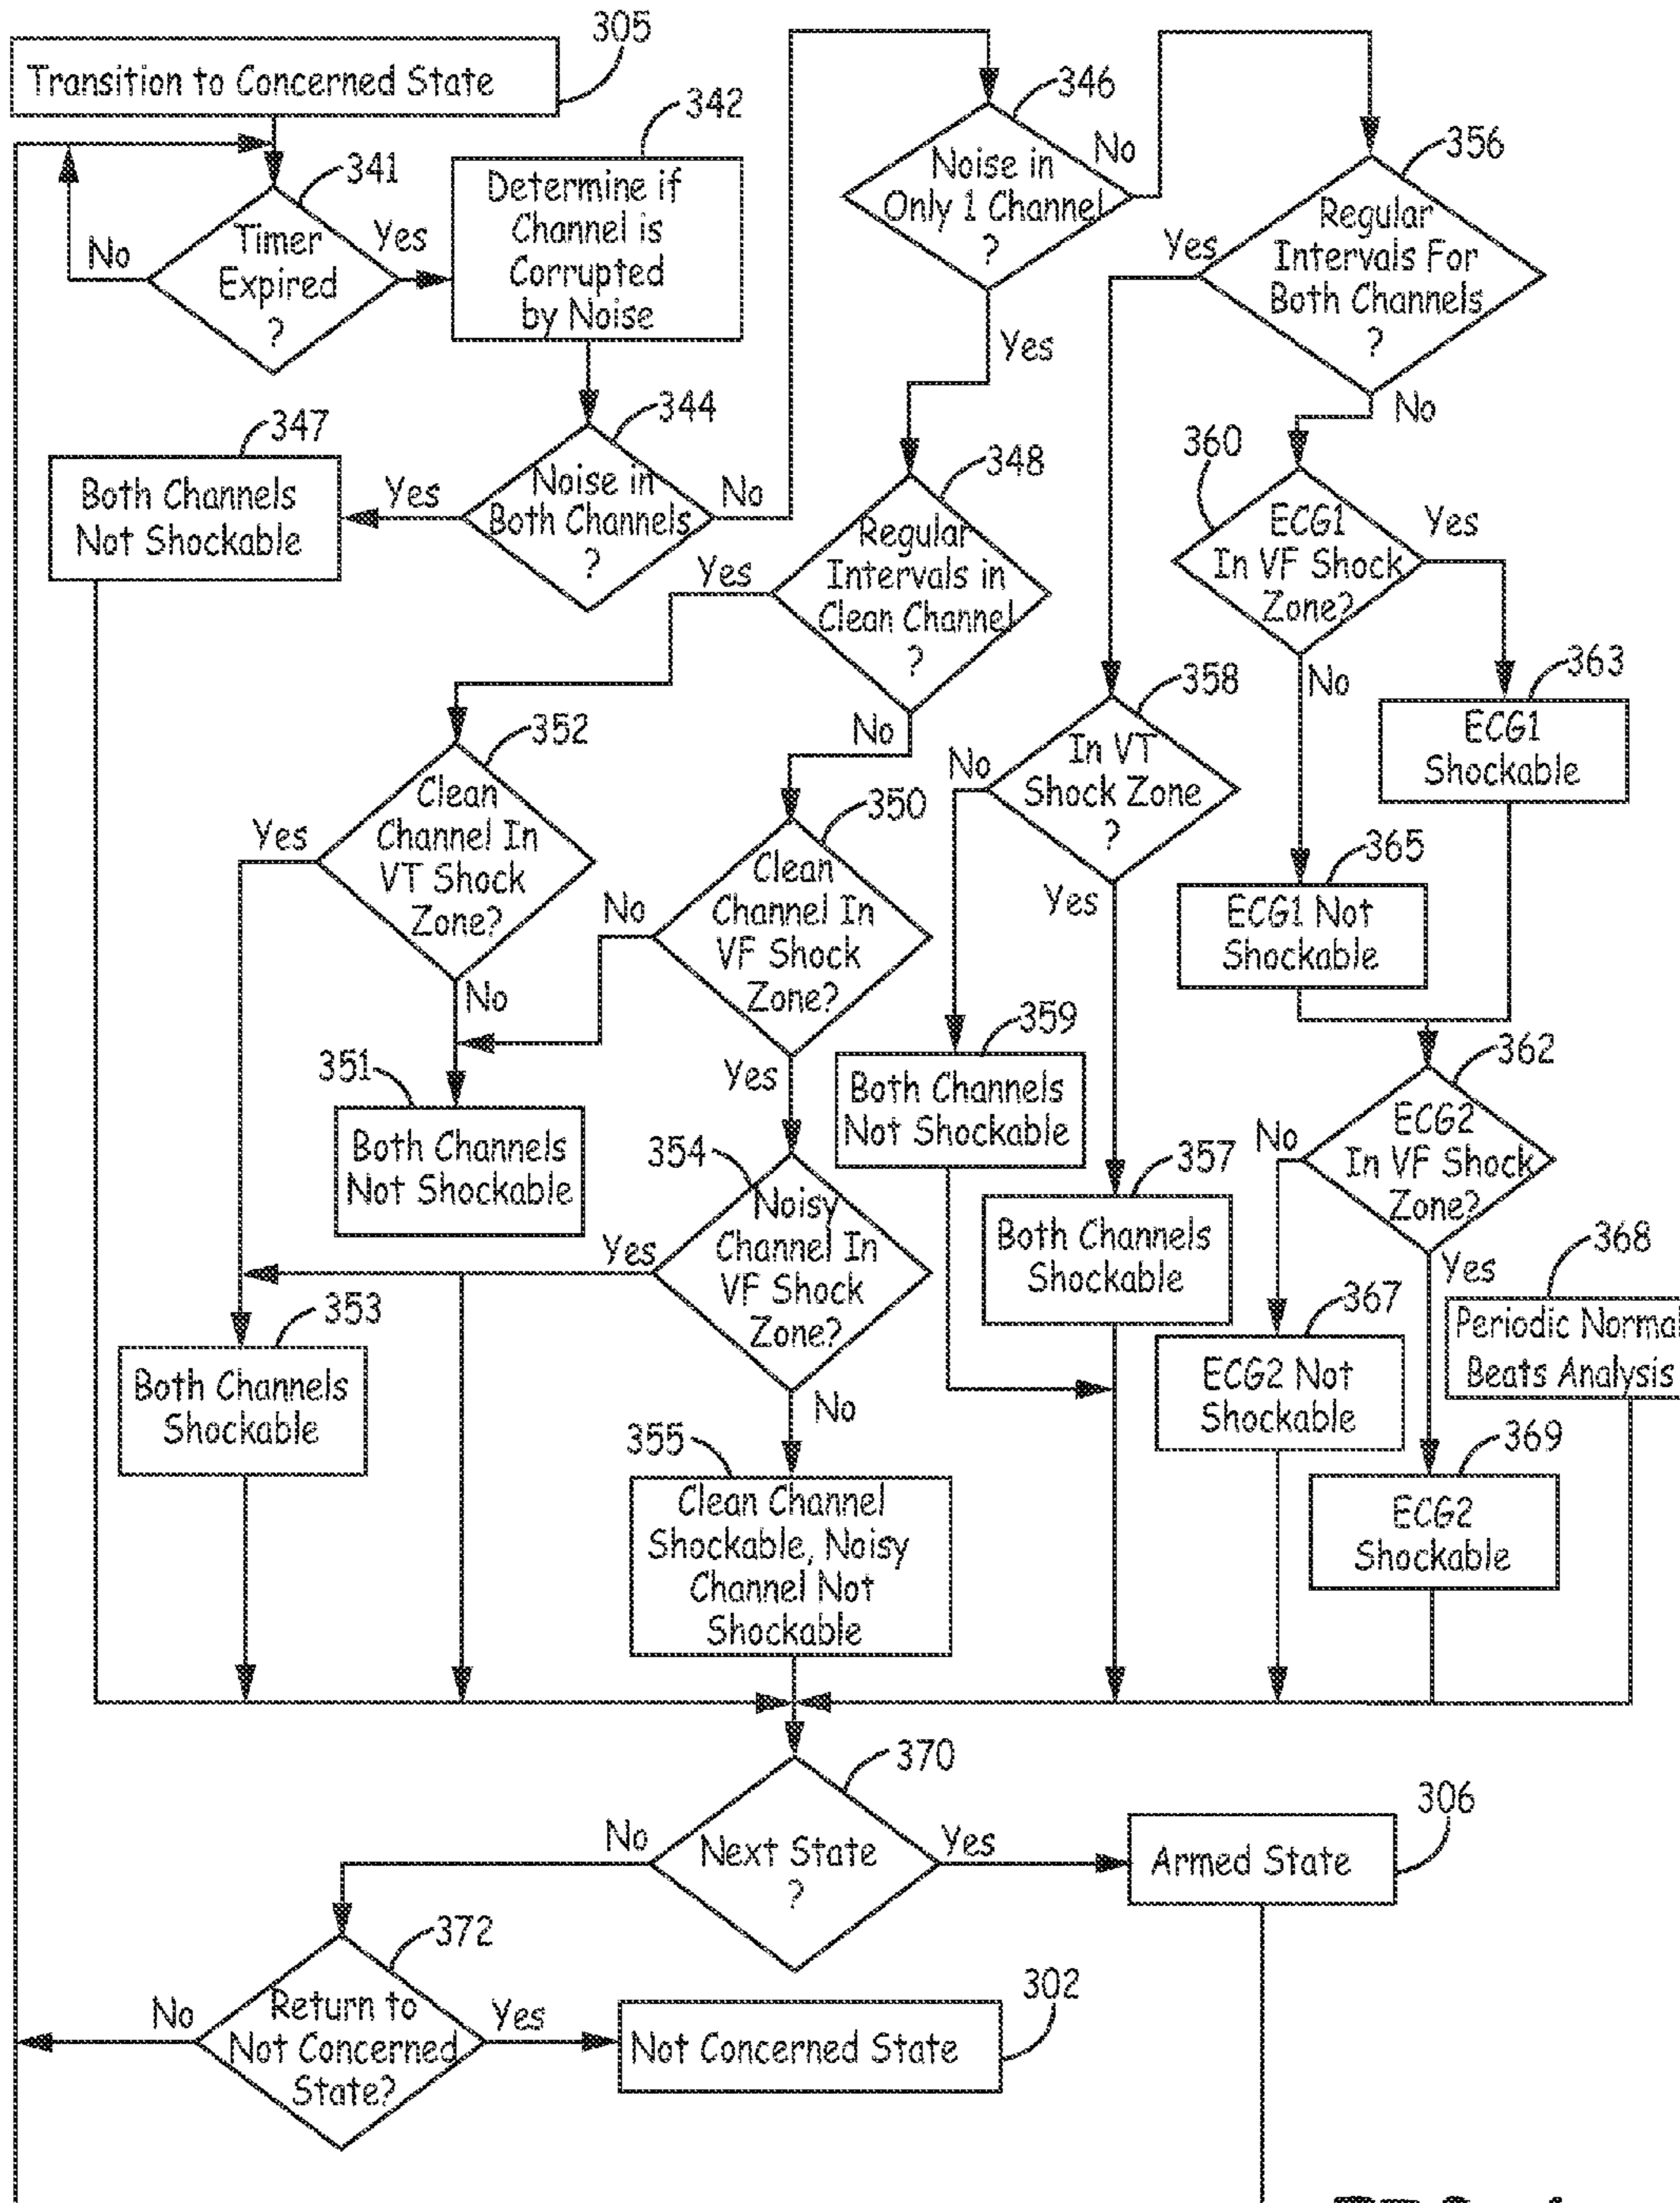 305
Transition to Concerned State
342
341
Timer
Expired
?
No
Yes
Determine if
Channel is
Corrupted
by Noise
344
Noise in
Both Channels
?
Yes
No
347
Both Channels
Not Shockable
346
Noise in
Only 1 Channel
?
No
Yes
356
Regular
Intervals For
Both Channels
?
Yes
No
348
Regular
Intervals in
Clean Channel
?
Yes
No
360
ECG1
In VF Shock
Zone?
Yes
No
363
ECG1
Shockable
358
In VT
Shock Zone
?
No
Yes
352
Clean
Channel In
VT Shock
Zone?
Yes
No
350
Clean
Channel In
VF Shock
Zone?
No
Yes
365
ECG1 Not
Shockable
359
Both Channels
Not Shockable
362
ECG2
In VF Shock
Zone?
No
Yes
351
Both Channels
Not Shockable
354
Noisy
Channel In
VF Shock
Zone?
Yes
No
357
Both Channels
Shockable
368
Periodic Normal
Beats Analysis
367
ECG2 Not
Shockable
353
Both Channels
Shockable
355
Clean Channel
Shockable, Noisy
Channel Not
Shockable
369
ECG2
Shockable
370
Next State
?
No
Yes
306
Armed State
372
Return to
Not Concerned
State?
No
Yes
302
Not Concerned State